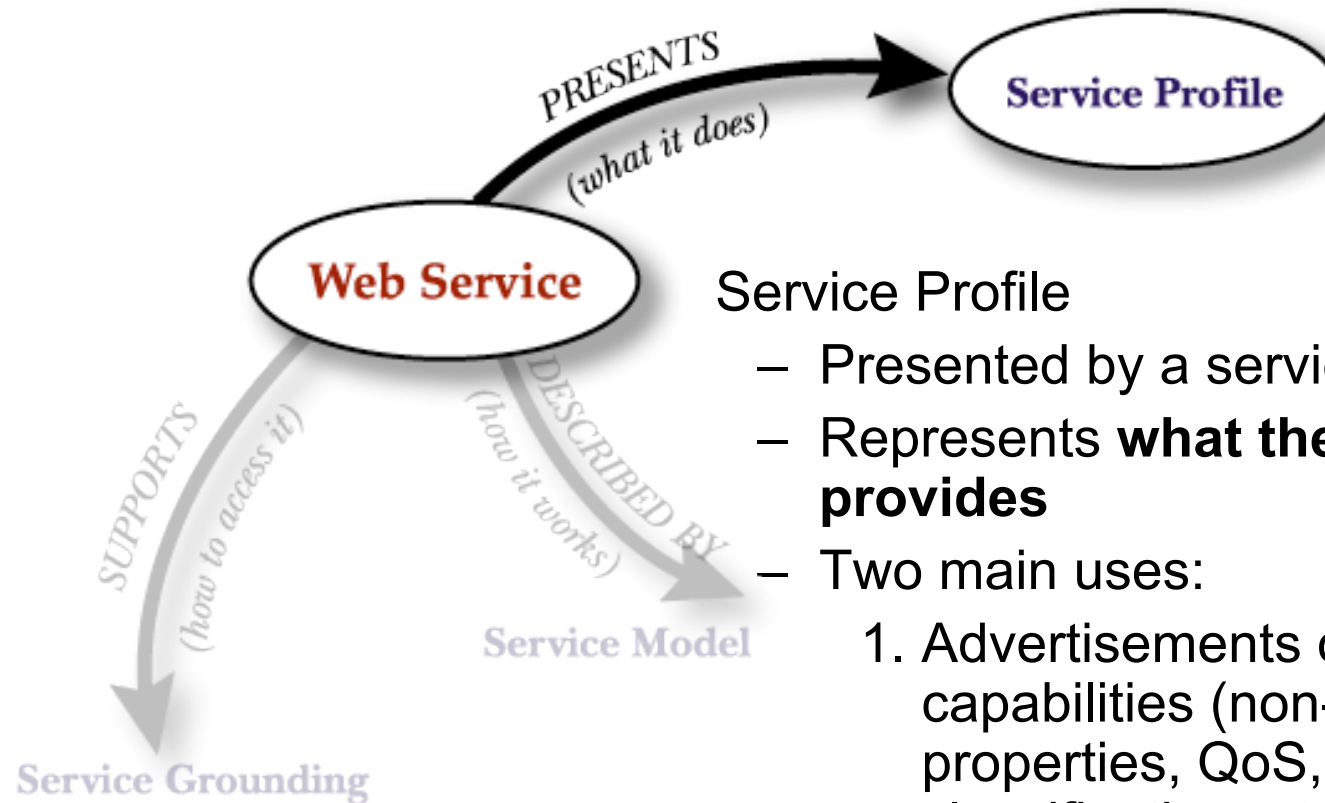 PRESENTS
(what it does)
Service Profile
Web Service
Service Profile
– Presented by a servi
– Represents what the
provides
– Two main uses:
1. Advertisements
capabilities (non-
properties, QoS,
SUPPORTS
(how to access it)
DESCRIBED BY
(how it works)
Service Model
Service Grounding